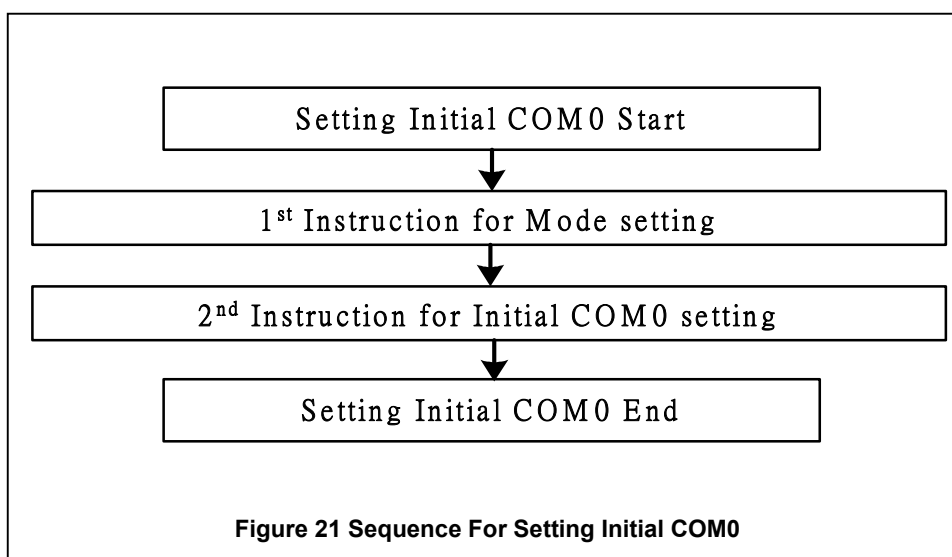 Setting Initial COM0 Start
1st Instruction for Mode setting
2nd Instruction for Initial COM0 setting
Setting Initial COM0 End
Figure 21 Sequence For Setting Initial COM0